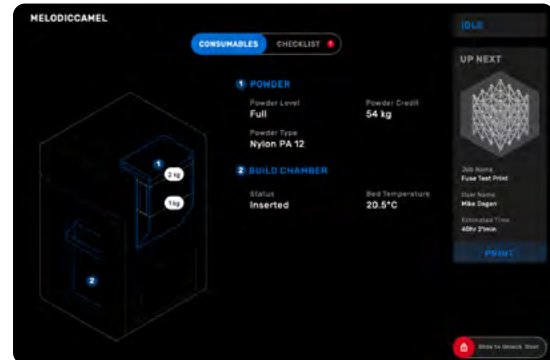 MELODICCAMEL
CONSUMABLES
CHECKLIST !
IDLE
UP NEXT
1 POWDER
Powder Level
Full
Powder Credit
54 kg
Powder Type
Nylon PA 12
2 BUILD CHAMBER
Status
Inserted
Bed Temperature
20.5°C
1
2 kg
1 kg
2
Job Name
Fuse Test Print
User Name
Mike Dagen
Estimated Time
40hr 21min
PRINT
Slide to Unlock Door